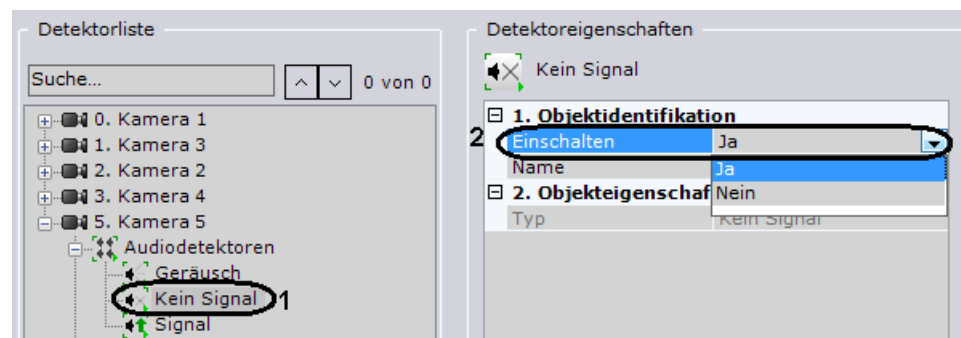 Detektorliste
Suche...
0 von 0
0. Kamera 1
1. Kamera 3
2. Kamera 2
3. Kamera 4
5. Kamera 5
Audiodetektoren
Geräusch
Kein Signal 1
Signal
Detektoreigenschaften
Kein Signal
1. Objektidentifikation
2 Einschalten Ja
Name Ja
2. Objekteigenschaf Nein
Typ Kein Signal